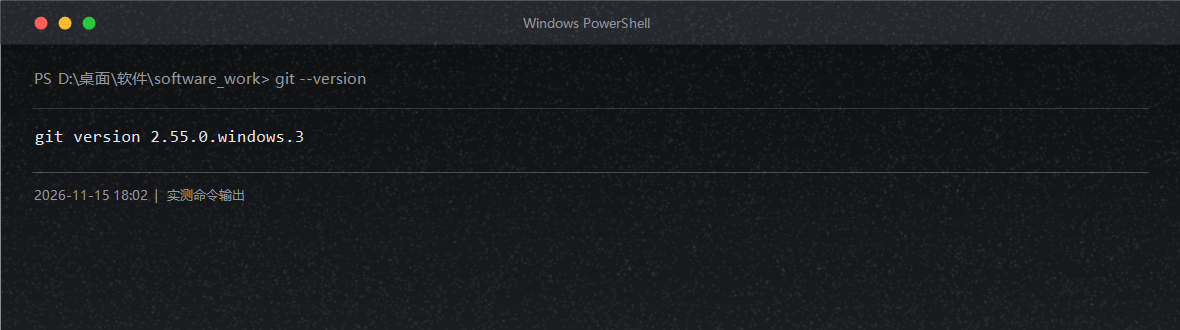 Windows PowerShell
PS D:\桌面\软件\software_work> git --version
git version 2.55.0.windows.3
2026-11-15 18:02 | 实测命令输出